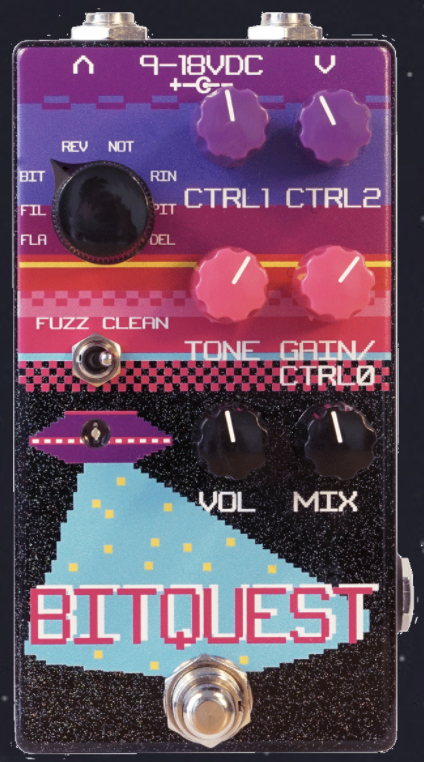 9-18VDC
REV NOT
BIT RIN
CTRL1 CTRL2
FIL PIT
FLA DEL
FUZZ CLEAN
TONE GAIN/
CTRL0
VOL MIX
BITQUEST